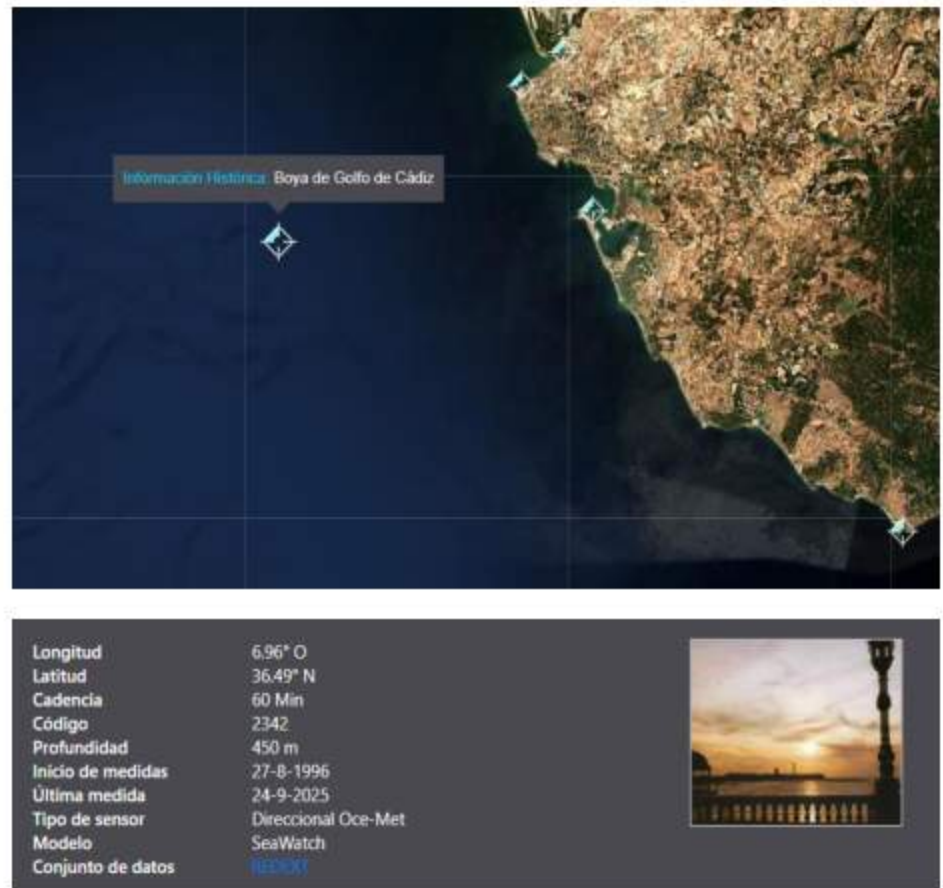 Información Histórica: Boya de Golfo de Cádiz
Longitud 6.96° O
Latitud 36.49° N
Cadencia 60 Min
Código 2342
Profundidad 450 m
Inicio de medidas 27-8-1996
Última medida 24-9-2025
Tipo de sensor Direccional Oce-Met
Modelo SeaWatch
Conjunto de datos REDEXT